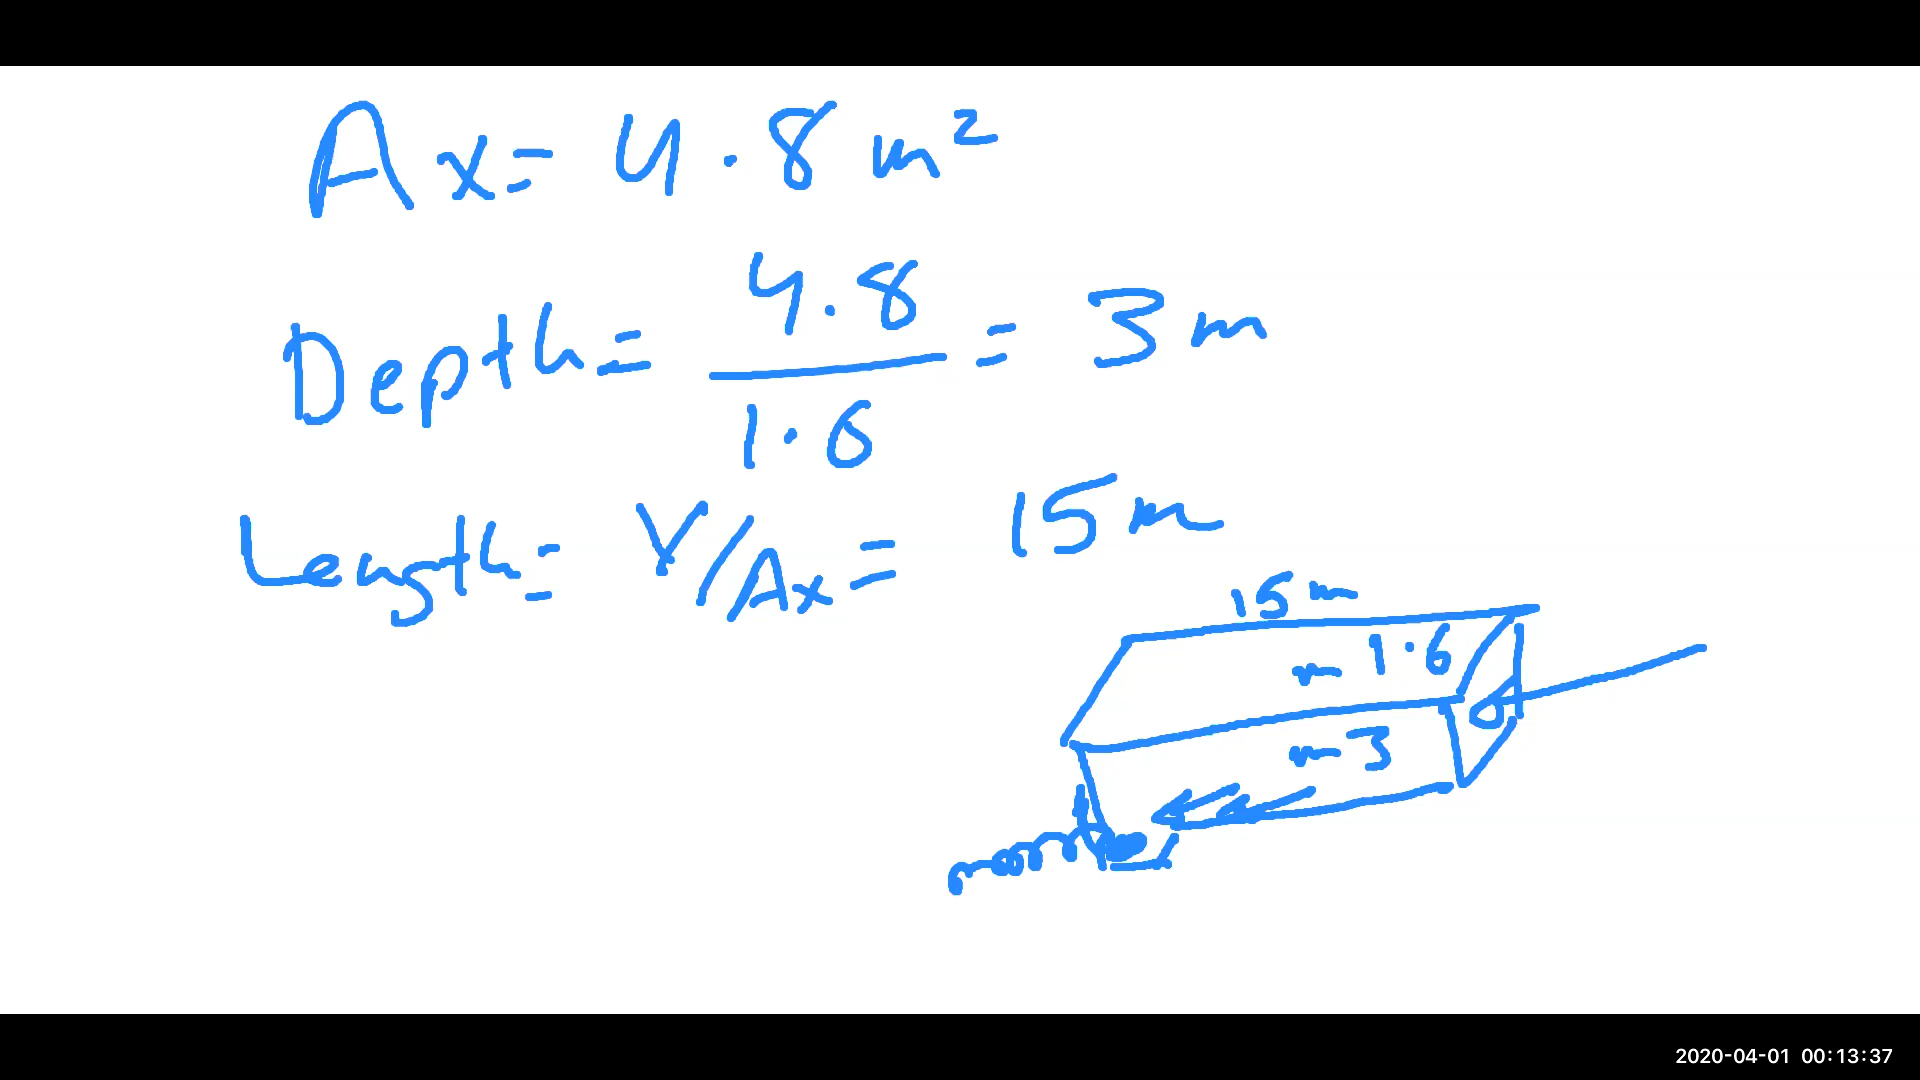 Ax = 4.8 m²
Depth = 4.8 / 1.6 = 3 m
Length = V/Ax = 15 m
15 m
m 1.6
m 3
2020-04-01 00:13:37